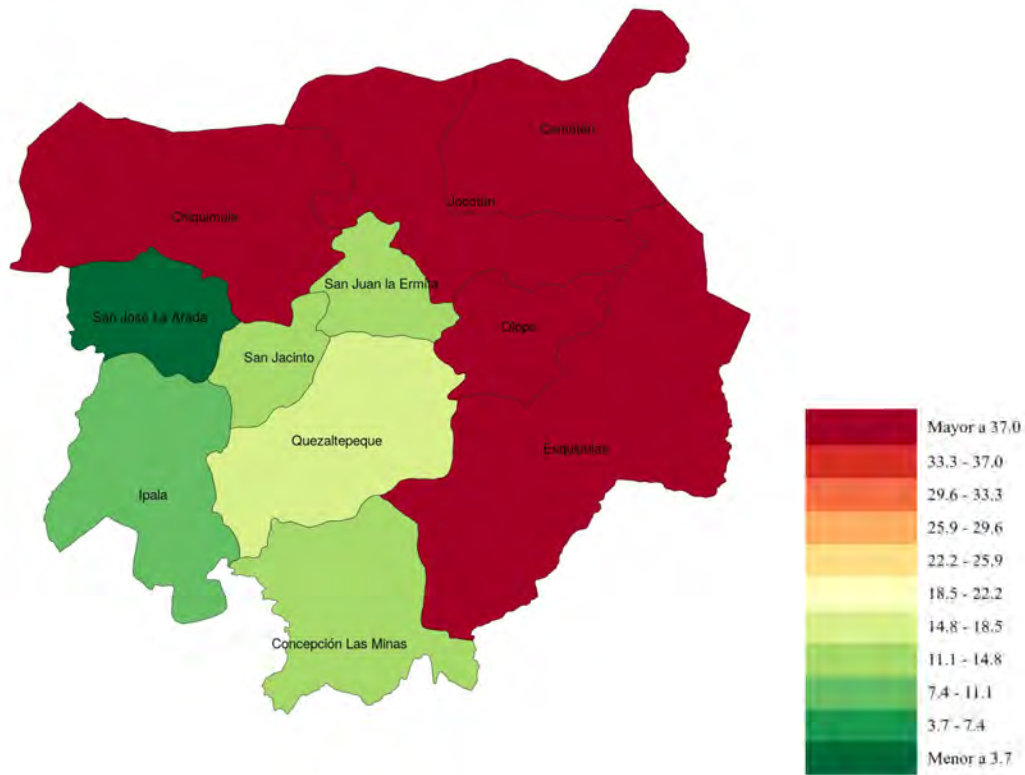 Camotán
Jocotán
Chiquimula
San Juan la Ermita
San José La Arada
Olopa
San Jacinto
Quezaltepeque
Esquipulas
Ipala
Concepción Las Minas
Mayor a 37.0
33.3 - 37.0
29.6 - 33.3
25.9 - 29.6
22.2 - 25.9
18.5 - 22.2
14.8 - 18.5
11.1 - 14.8
7.4 - 11.1
3.7 - 7.4
Menor a 3.7